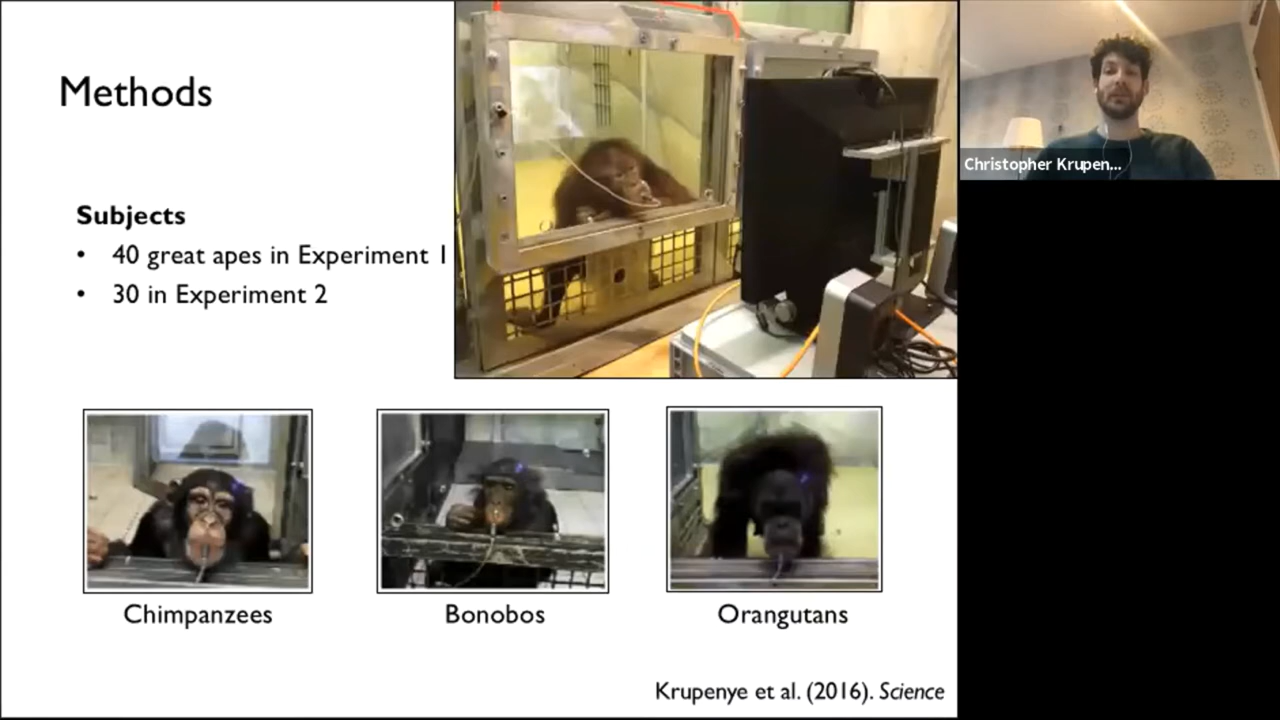 Methods
Subjects
• 40 great apes in Experiment 1
• 30 in Experiment 2
Chimpanzees
Bonobos
Orangutans
Krupenye et al. (2016). Science
Christopher Krupen...